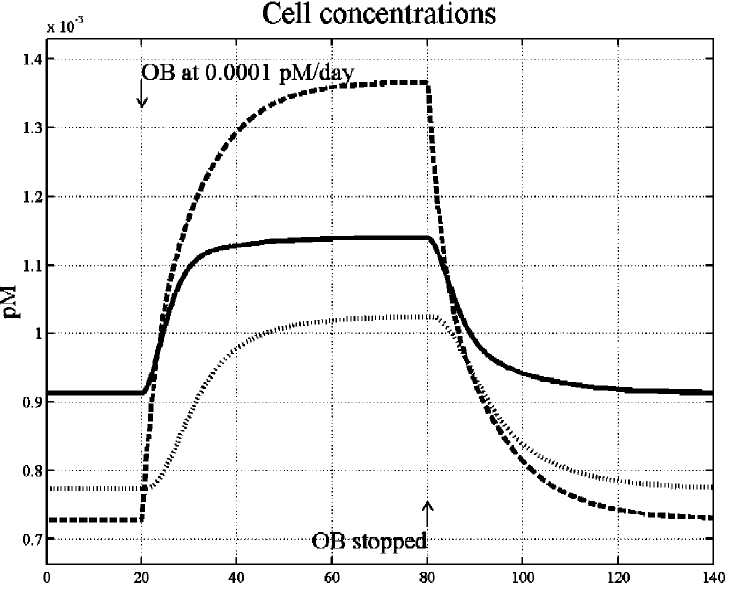 Cell concentrations
x 10⁻³
1.4
OB at 0.0001 pM/day
1.3
1.2
1.1
pM
1
0.9
0.8
OB stopped
0.7
0 20 40 60 80 100 120 140